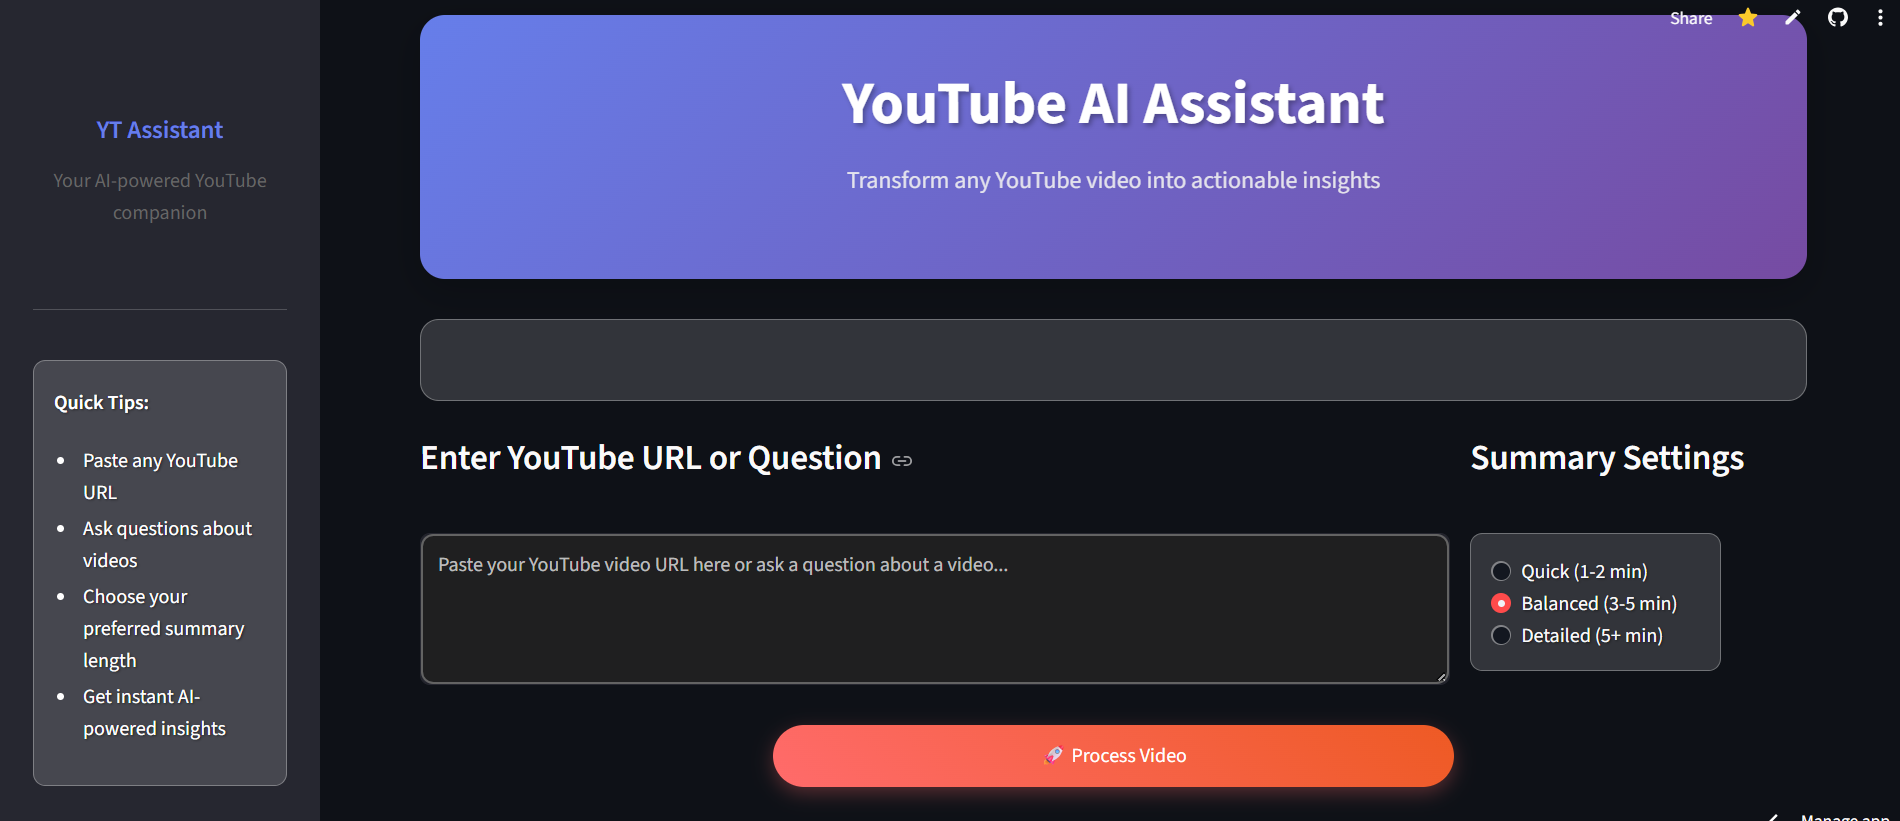 Share
YT Assistant
Your AI-powered YouTube
companion
Quick Tips:
Paste any YouTube
URL
Ask questions about
videos
Choose your
preferred summary
length
Get instant AI-
powered insights
YouTube AI Assistant
Transform any YouTube video into actionable insights
Enter YouTube URL or Question
Paste your YouTube video URL here or ask a question about a video...
Summary Settings
Quick (1-2 min)
Balanced (3-5 min)
Detailed (5+ min)
🚀 Process Video
Manage app